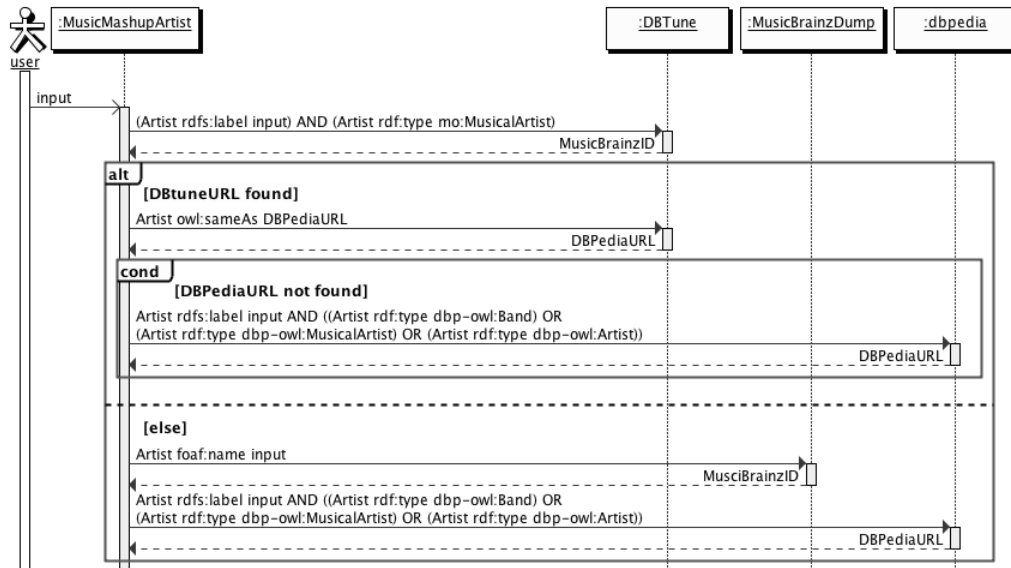 :MusicMashupArtist
:DBTune
:MusicBrainzDump
:dbpedia
user
input
(Artist rdfs:label input) AND (Artist rdf:type mo:MusicalArtist)
MusicBrainzID
alt
[DBtuneURL found]
Artist owl:sameAs DBPediaURL
DBPediaURL
cond
[DBPediaURL not found]
Artist rdfs:label input AND ((Artist rdf:type dbp-owl:Band) OR
(Artist rdf:type dbp-owl:MusicalArtist) OR (Artist rdf:type dbp-owl:Artist))
DBPediaURL
[else]
Artist foaf:name input
MusciBrainzID
Artist rdfs:label input AND ((Artist rdf:type dbp-owl:Band) OR
(Artist rdf:type dbp-owl:MusicalArtist) OR (Artist rdf:type dbp-owl:Artist))
DBPediaURL